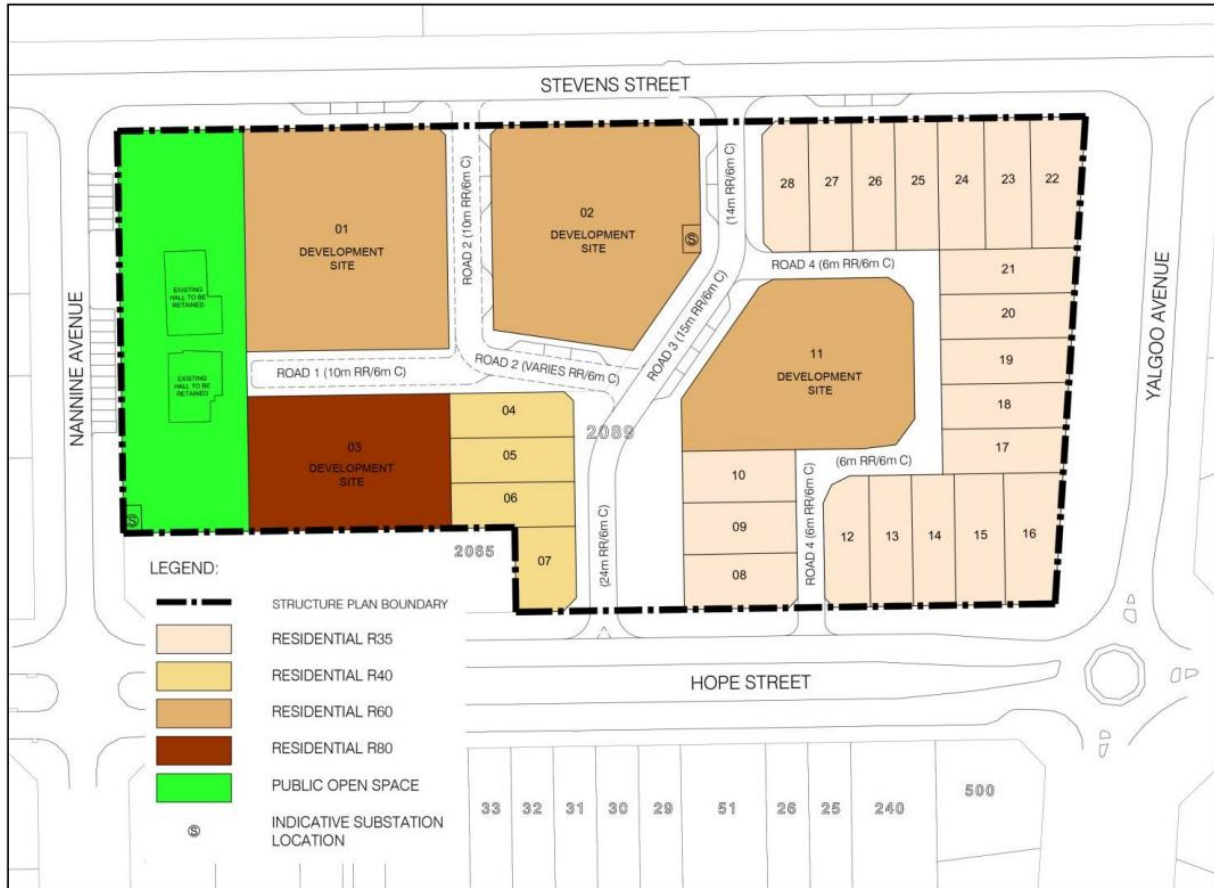 STEVENS STREET
NANNINE AVENUE
YALGOO AVENUE
HOPE STREET
01
DEVELOPMENT
SITE
02
DEVELOPMENT
SITE
Ⓢ
ROAD 2 (10m RR/6m C)
(14m RR/6m C)
28
27
26
25
24
23
22
EXISTING
HALL TO BE
RETAINED
EXISTING
HALL TO BE
RETAINED
ROAD 4 (6m RR/6m C)
21
20
19
18
17
ROAD 1 (10m RR/6m C)
ROAD 2 (VARIES RR/6m C)
ROAD 3 (15m RR/6m C)
11
DEVELOPMENT
SITE
03
DEVELOPMENT
SITE
04
05
06
07
2089
(24m RR/6m C)
10
09
08
ROAD 4 (6m RR/6m C)
(6m RR/6m C)
12
13
14
15
16
Ⓢ
2085
LEGEND:
STRUCTURE PLAN BOUNDARY
RESIDENTIAL R35
RESIDENTIAL R40
RESIDENTIAL R60
RESIDENTIAL R80
PUBLIC OPEN SPACE
Ⓢ
INDICATIVE SUBSTATION
LOCATION
33
32
31
30
29
51
26
25
240
500